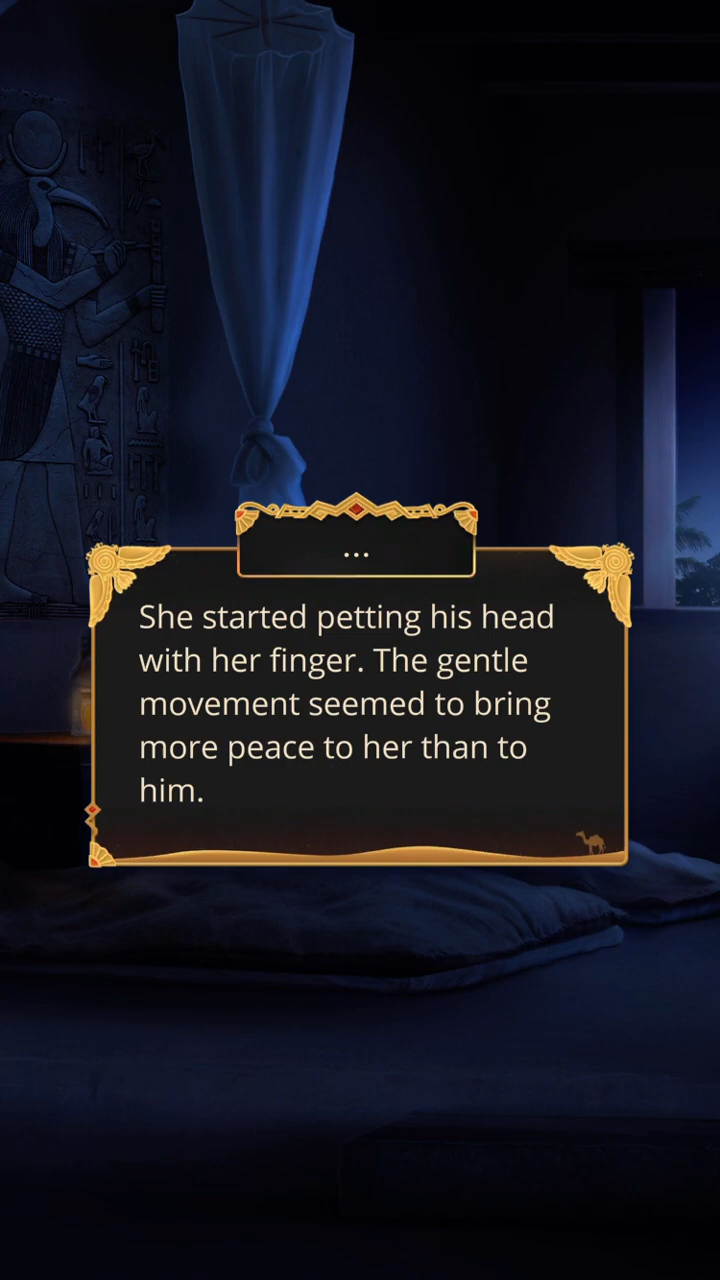 ...
She started petting his head
with her finger. The gentle
movement seemed to bring
more peace to her than to
him.